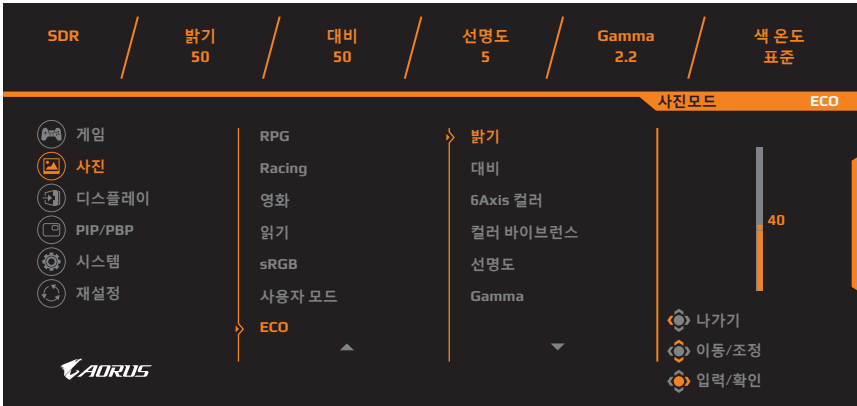 SDR 밝기 대비 선명도 Gamma 색 온도
50 50 5 2.2 표준
사진모드 ECO
게임 RPG 밝기
사진 Racing 대비
디스플레이 영화 6Axis 컬러
PIP/PBP 읽기 컬러 바이브런스
시스템 sRGB 선명도
재설정 사용자 모드 Gamma
ECO
40
나가기
이동/조정
입력/확인
AORUS